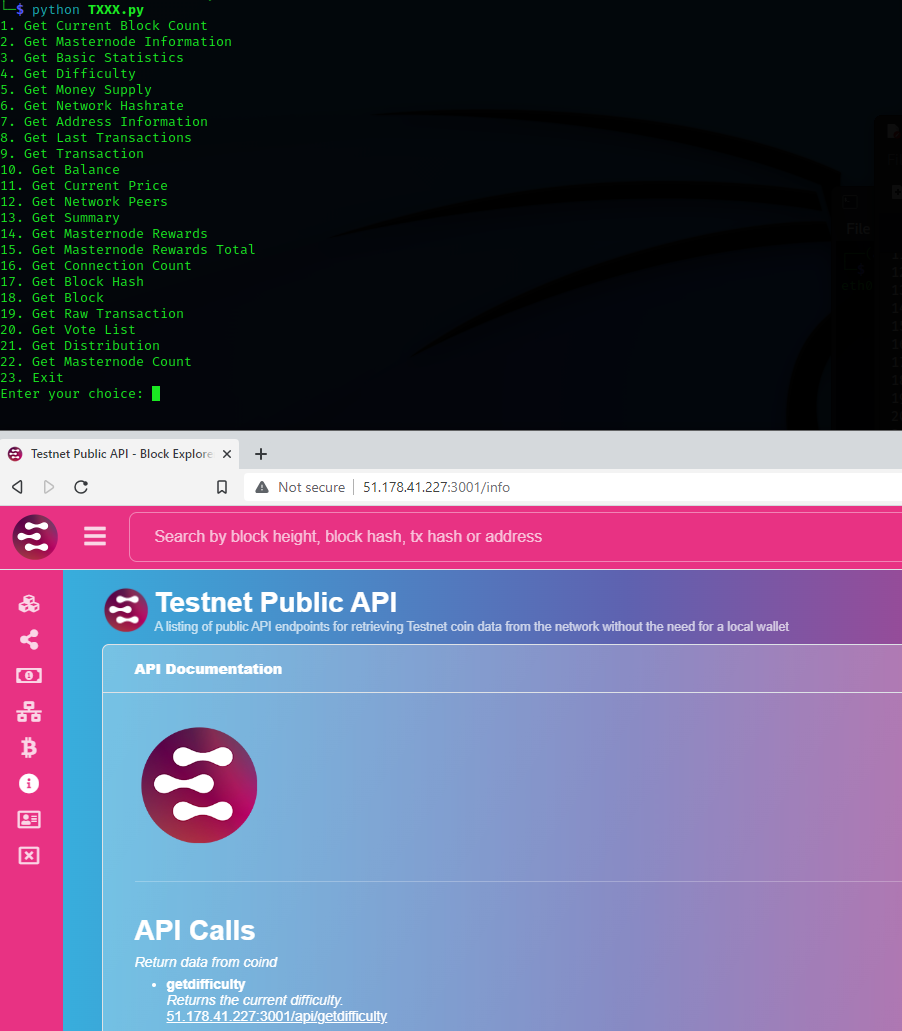 └─$ python TXXX.py
1. Get Current Block Count
2. Get Masternode Information
3. Get Basic Statistics
4. Get Difficulty
5. Get Money Supply
6. Get Network Hashrate
7. Get Address Information
8. Get Last Transactions
9. Get Transaction
10. Get Balance
11. Get Current Price
12. Get Network Peers
13. Get Summary
14. Get Masternode Rewards
15. Get Masternode Rewards Total
16. Get Connection Count
17. Get Block Hash
18. Get Block
19. Get Raw Transaction
20. Get Vote List
21. Get Distribution
22. Get Masternode Count
23. Exit
Enter your choice:
File
Testnet Public API - Block Explore
Not secure
51.178.41.227:3001/info
Search by block height, block hash, tx hash or address
Testnet Public API
A listing of public API endpoints for retrieving Testnet coin data from the network without the need for a local wallet
API Documentation
API Calls
Return data from coind
• getdifficulty
Returns the current difficulty.
51.178.41.227:3001/api/getdifficulty